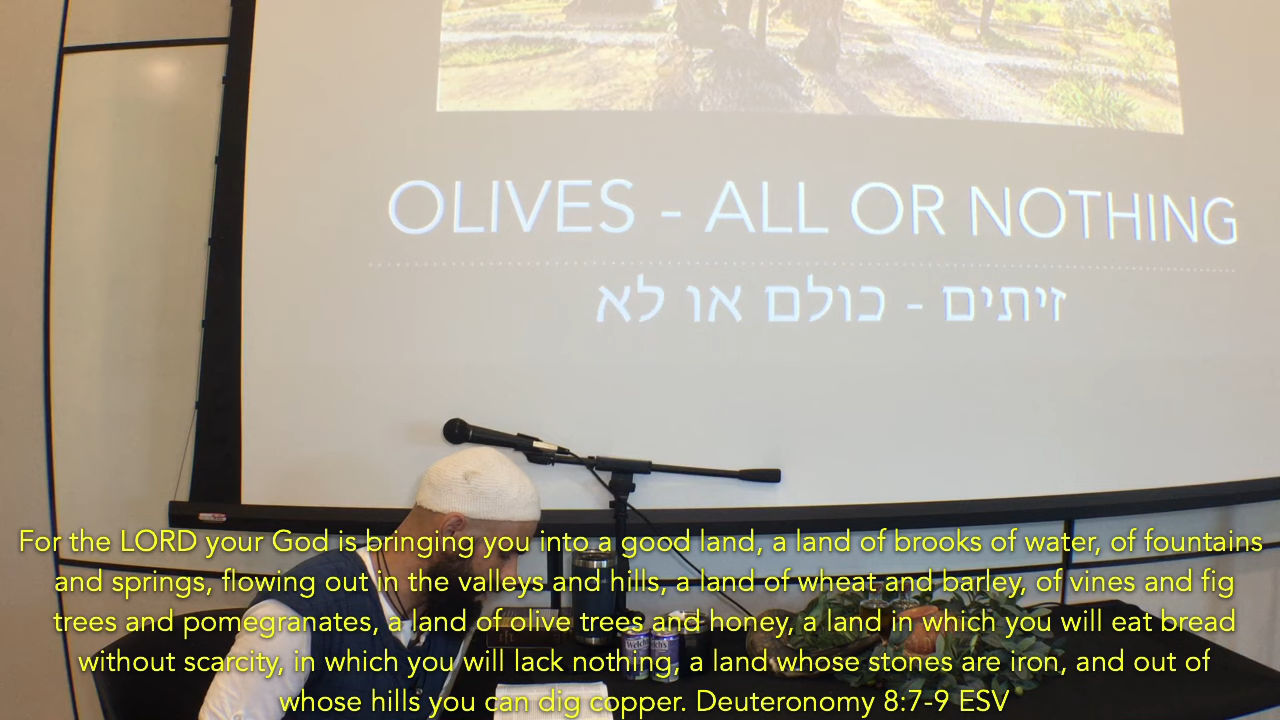 OLIVES - ALL OR NOTHING
זיתים - כולם או לא
For the LORD your God is bringing you into a good land, a land of brooks of water, of fountains
and springs, flowing out in the valleys and hills, a land of wheat and barley, of vines and fig
trees and pomegranates, a land of olive trees and honey, a land in which you will eat bread
without scarcity, in which you will lack nothing, a land whose stones are iron, and out of
whose hills you can dig copper. Deuteronomy 8:7-9 ESV